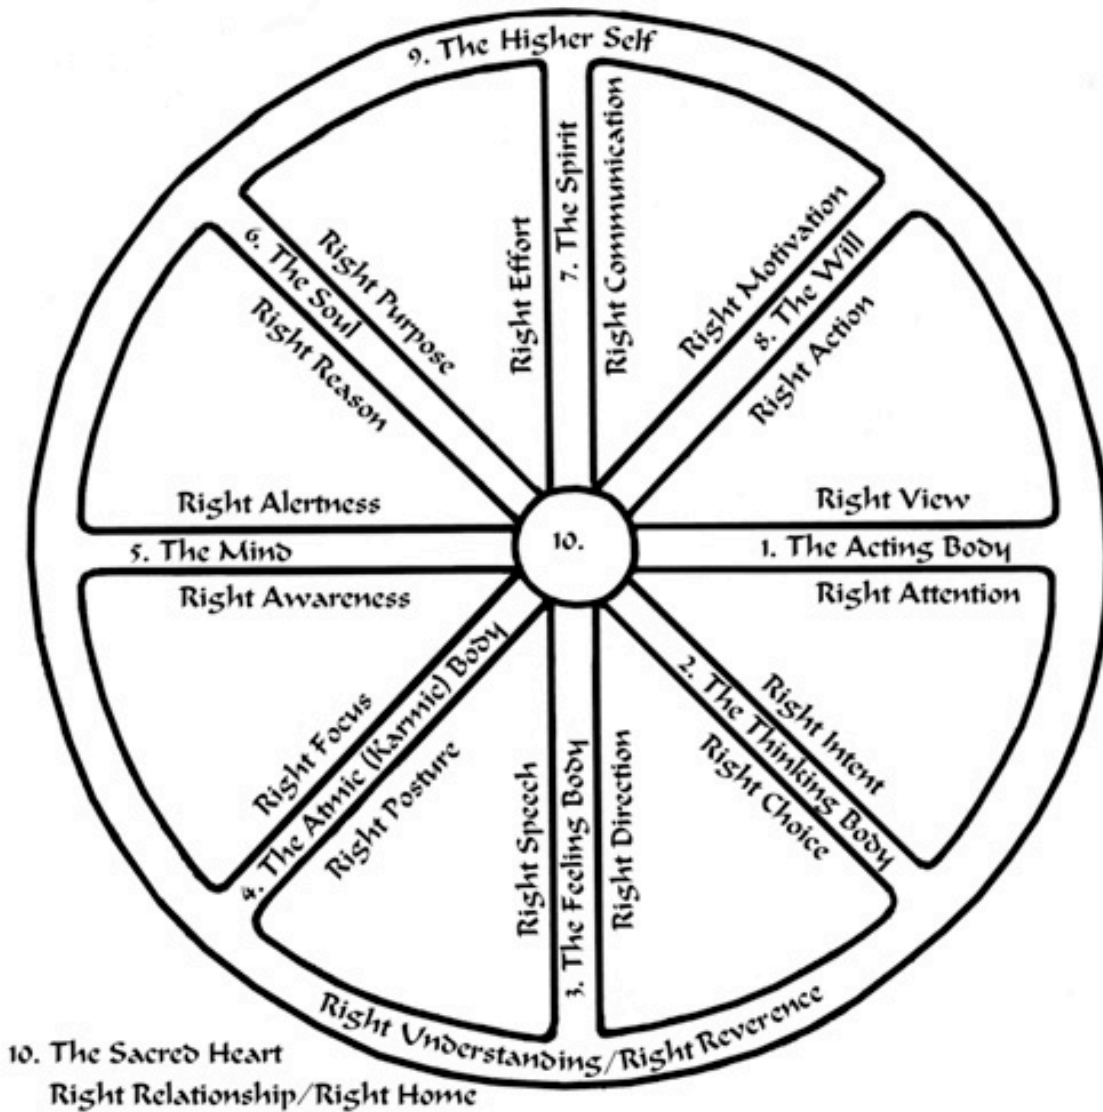 9. The Higher Self
7. The Spirit
Right Effort
Right Communication
6. The Soul
Right Purpose
Right Reason
Right Motivation
8. The Will
Right Action
Right Alertness
5. The Mind
Right Awareness
10.
Right View
1. The Acting Body
Right Attention
Right Focus
4. The Atmic (Karmic) Body
Right Posture
Right Speech
3. The Feeling Body
Right Direction
Right Intent
2. The Thinking Body
Right Choice
Right Understanding/Right Reverence
10. The Sacred Heart
Right Relationship/Right Home